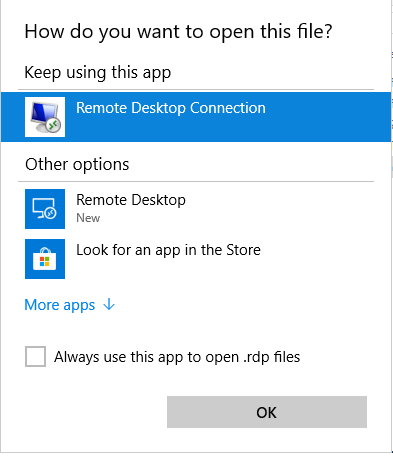 How do you want to open this file?
Keep using this app
Remote Desktop Connection
Other options
Remote Desktop
New
Look for an app in the Store
More apps
Always use this app to open .rdp files
OK